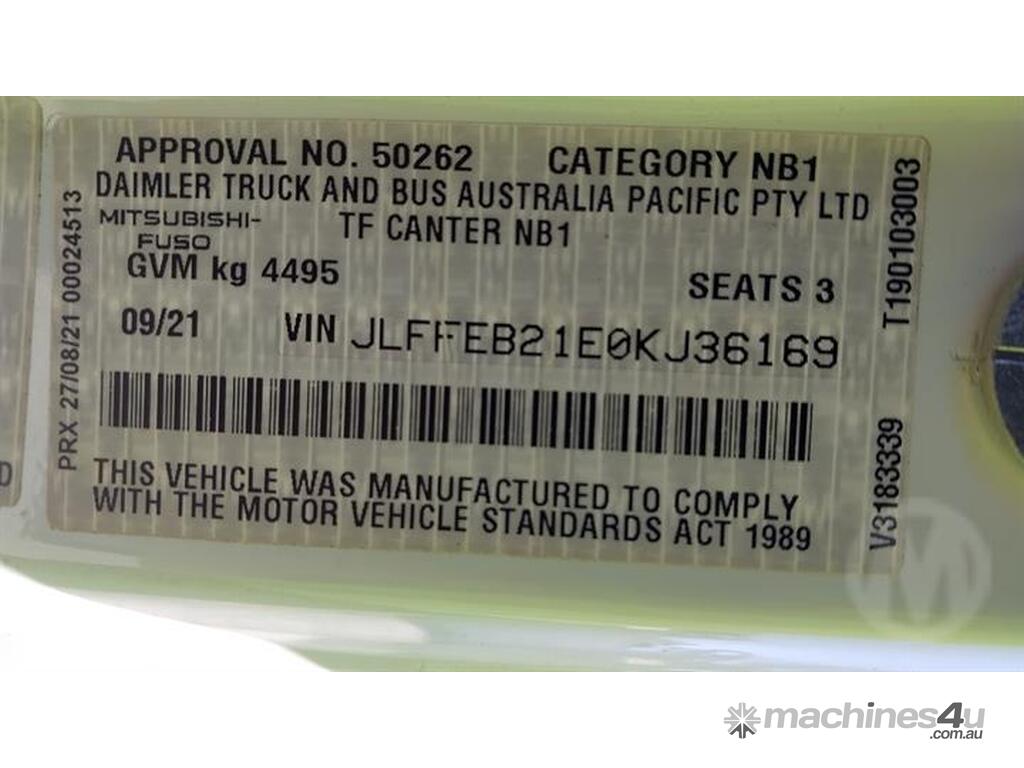 APPROVAL NO. 50262 CATEGORY NB1
DAIMLER TRUCK AND BUS AUSTRALIA PACIFIC PTY LTD
MITSUBISHI-
FUSO
TF CANTER NB1
GVM kg 4495 SEATS 3
09/21 VIN JLFFEB21E0KJ36169
THIS VEHICLE WAS MANUFACTURED TO COMPLY
WITH THE MOTOR VEHICLE STANDARDS ACT 1989
PRX 27/08/21 00024513
T190103003
V3183339
D
M
machines4u
.com.au